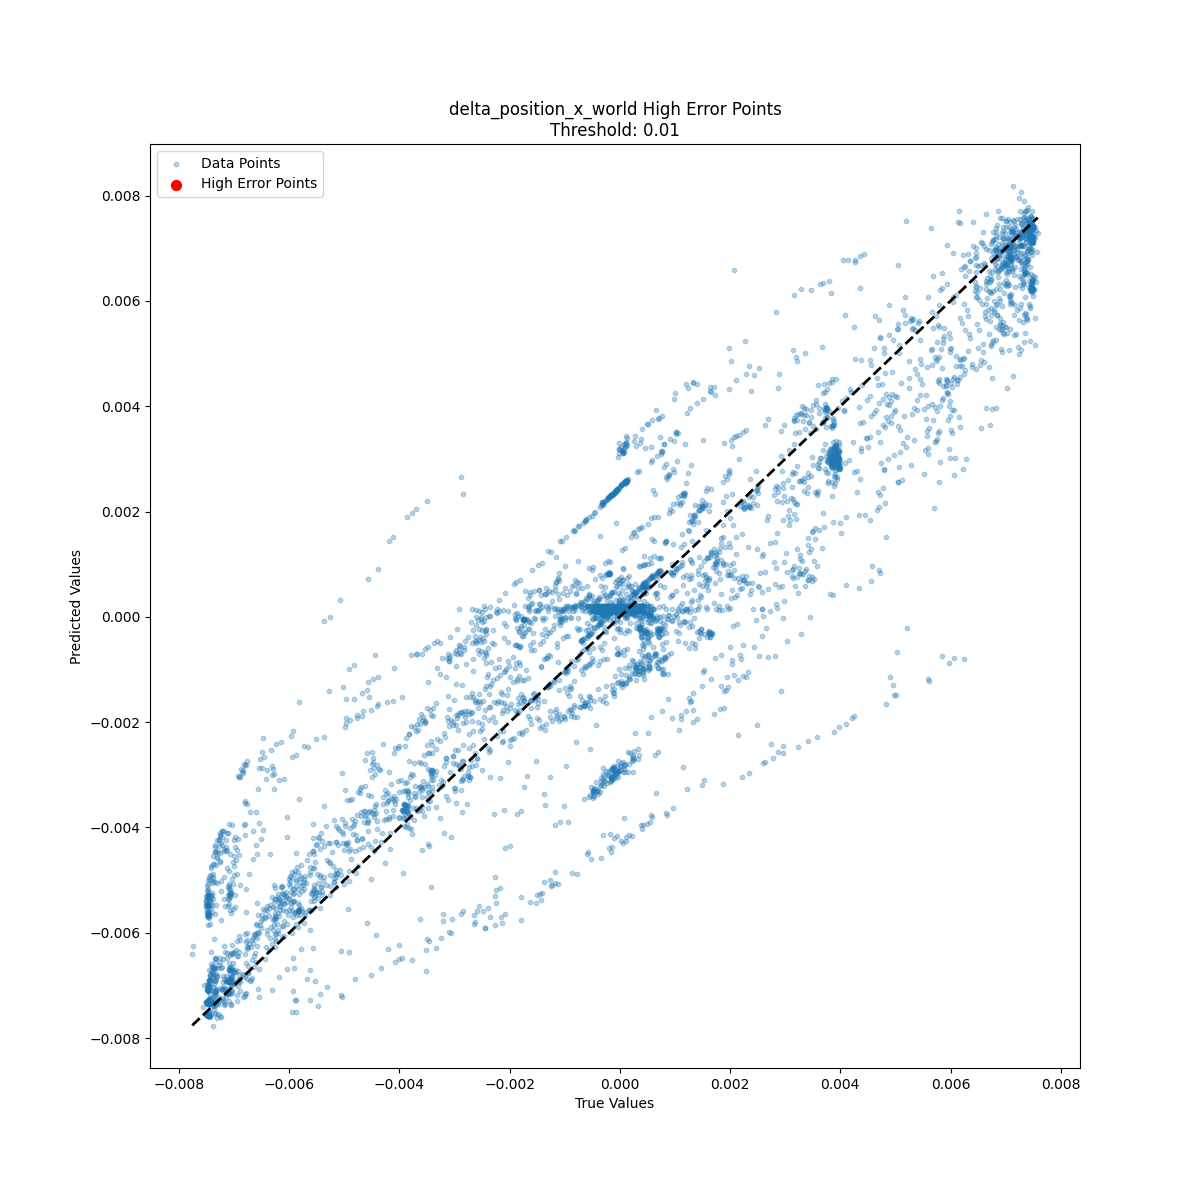 delta_position_x_world High Error Points
Threshold: 0.01
Data Points
High Error Points
0.008
0.006
0.004
0.002
0.000
−0.002
−0.004
−0.006
−0.008
Predicted Values
−0.008 −0.006 −0.004 −0.002 0.000 0.002 0.004 0.006 0.008
True Values